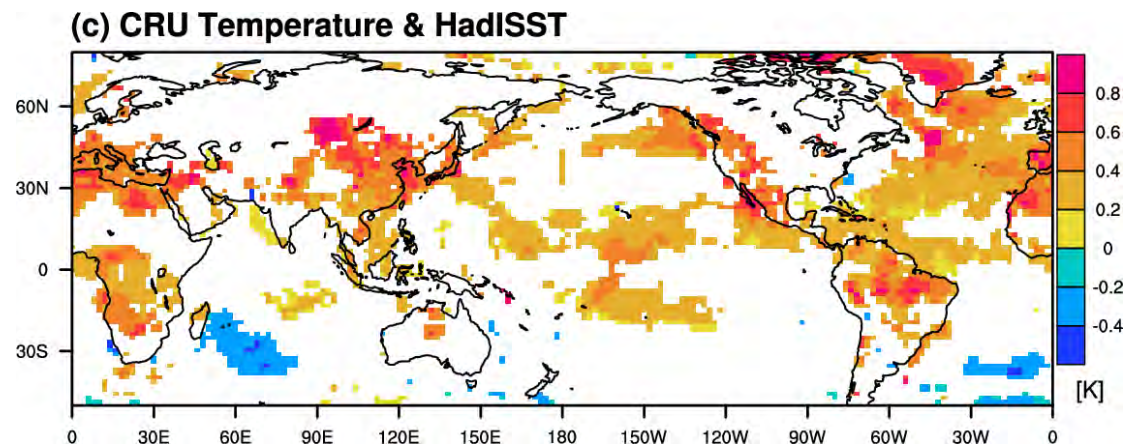 (c) CRU Temperature & HadISST
60N
30N
0
30S
0.8
0.6
0.4
0.2
0
-0.2
-0.4
[K]
0 30E 60E 90E 120E 150E 180 150W 120W 90W 60W 30W 0